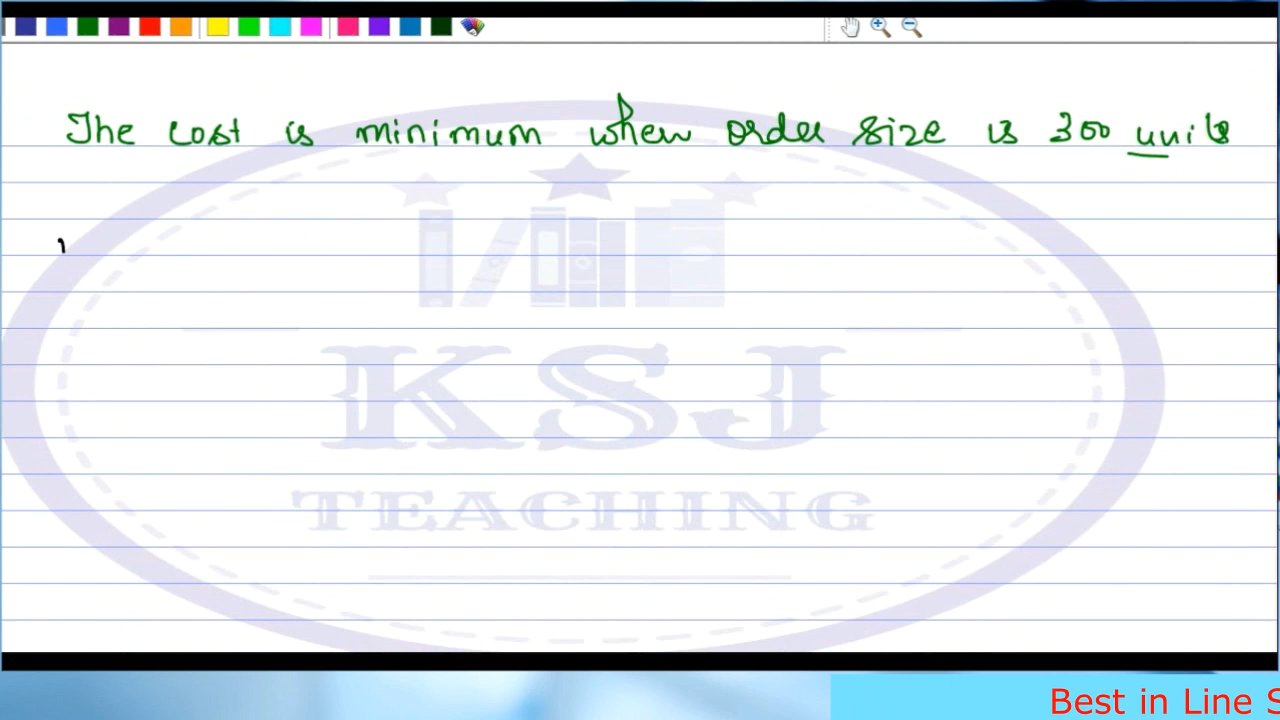 The cost is minimum when order size is 300 units
KSJ
TEACHING
Best in Line S